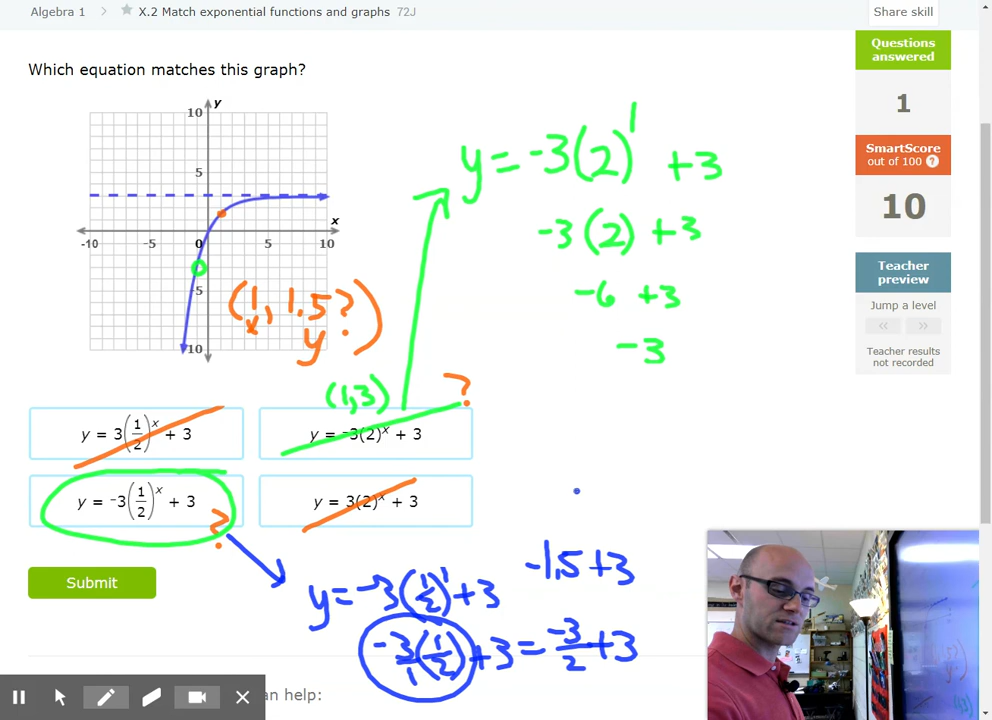 Algebra 1 > X.2 Match exponential functions and graphs 72J
Share skill
Which equation matches this graph?
Questions answered
1
SmartScore
out of 100 ?
10
Teacher preview
Jump a level
<< >>
Teacher results not recorded
y
10
5
x
-10 -5 0 5 10
-5
-10
(1, 1.5?)
x y
y = -3(2)^1 + 3
-3(2) + 3
-6 + 3
-3
(1,3) ?
y = 3(1/2)^x + 3
y = -3(2)^x + 3
y = -3(1/2)^x + 3
?
y = 3(2)^x + 3
Submit
y = -3(1/2)^1 + 3
-1.5 + 3
-3/1(1/2) + 3 = -3/2 + 3
an help: